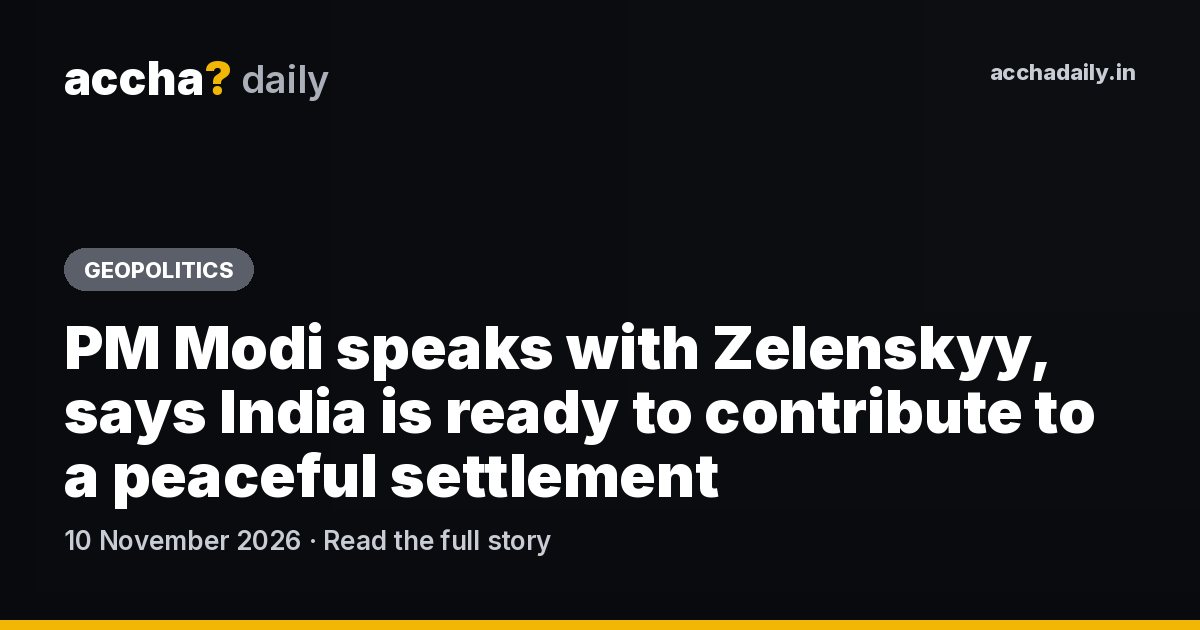 accha? daily
acchadaily.in
GEOPOLITICS
PM Modi speaks with Zelenskyy,
says India is ready to contribute to
a peaceful settlement
10 November 2026 · Read the full story